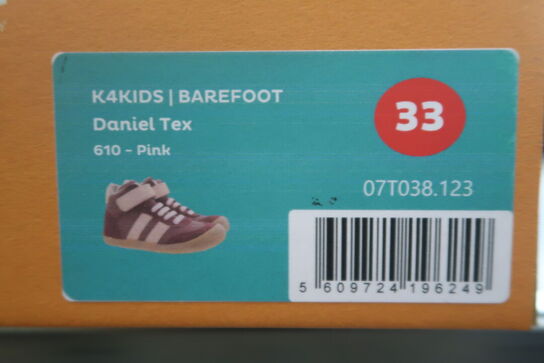 K4KIDS | BAREFOOT
Daniel Tex
610 - Pink
33
07T038.123
5 609724 196249